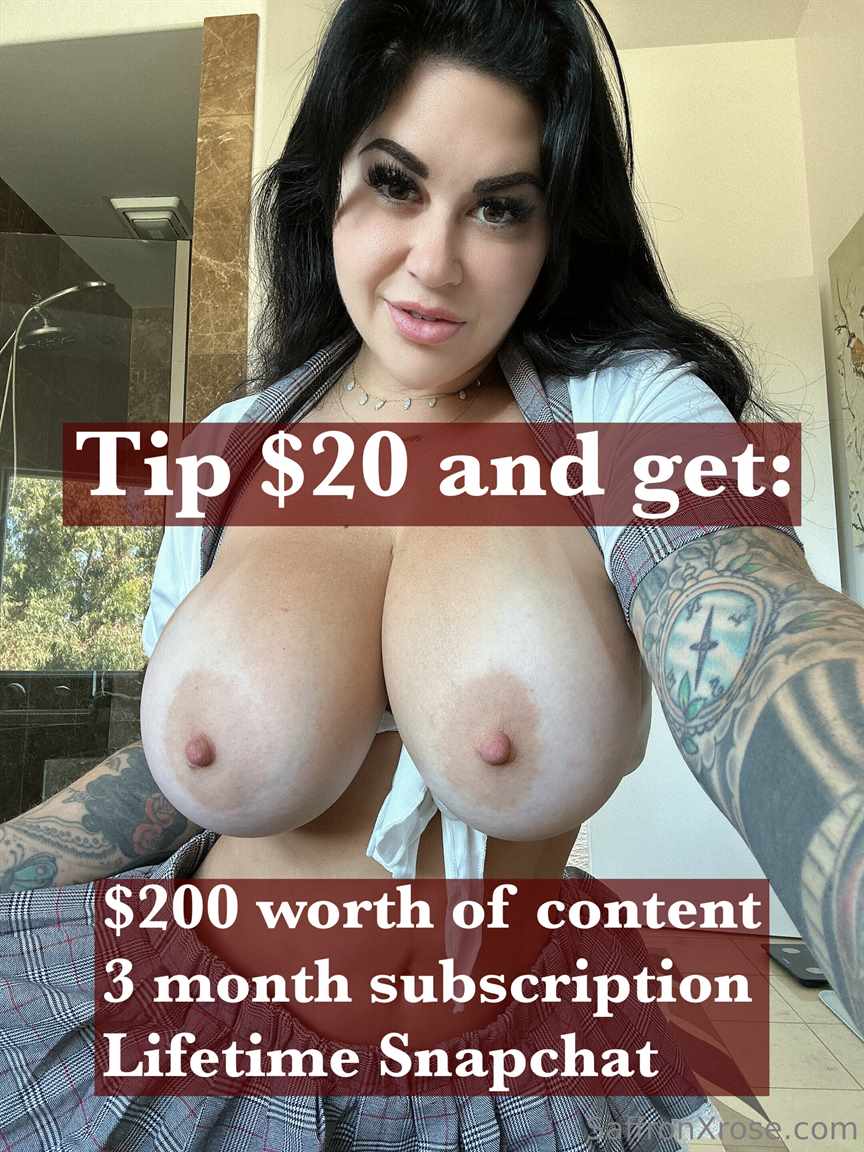 Tip $20 and get:
$200 worth of content
3 month subscription
Lifetime Snapchat
SaffronXrose.com